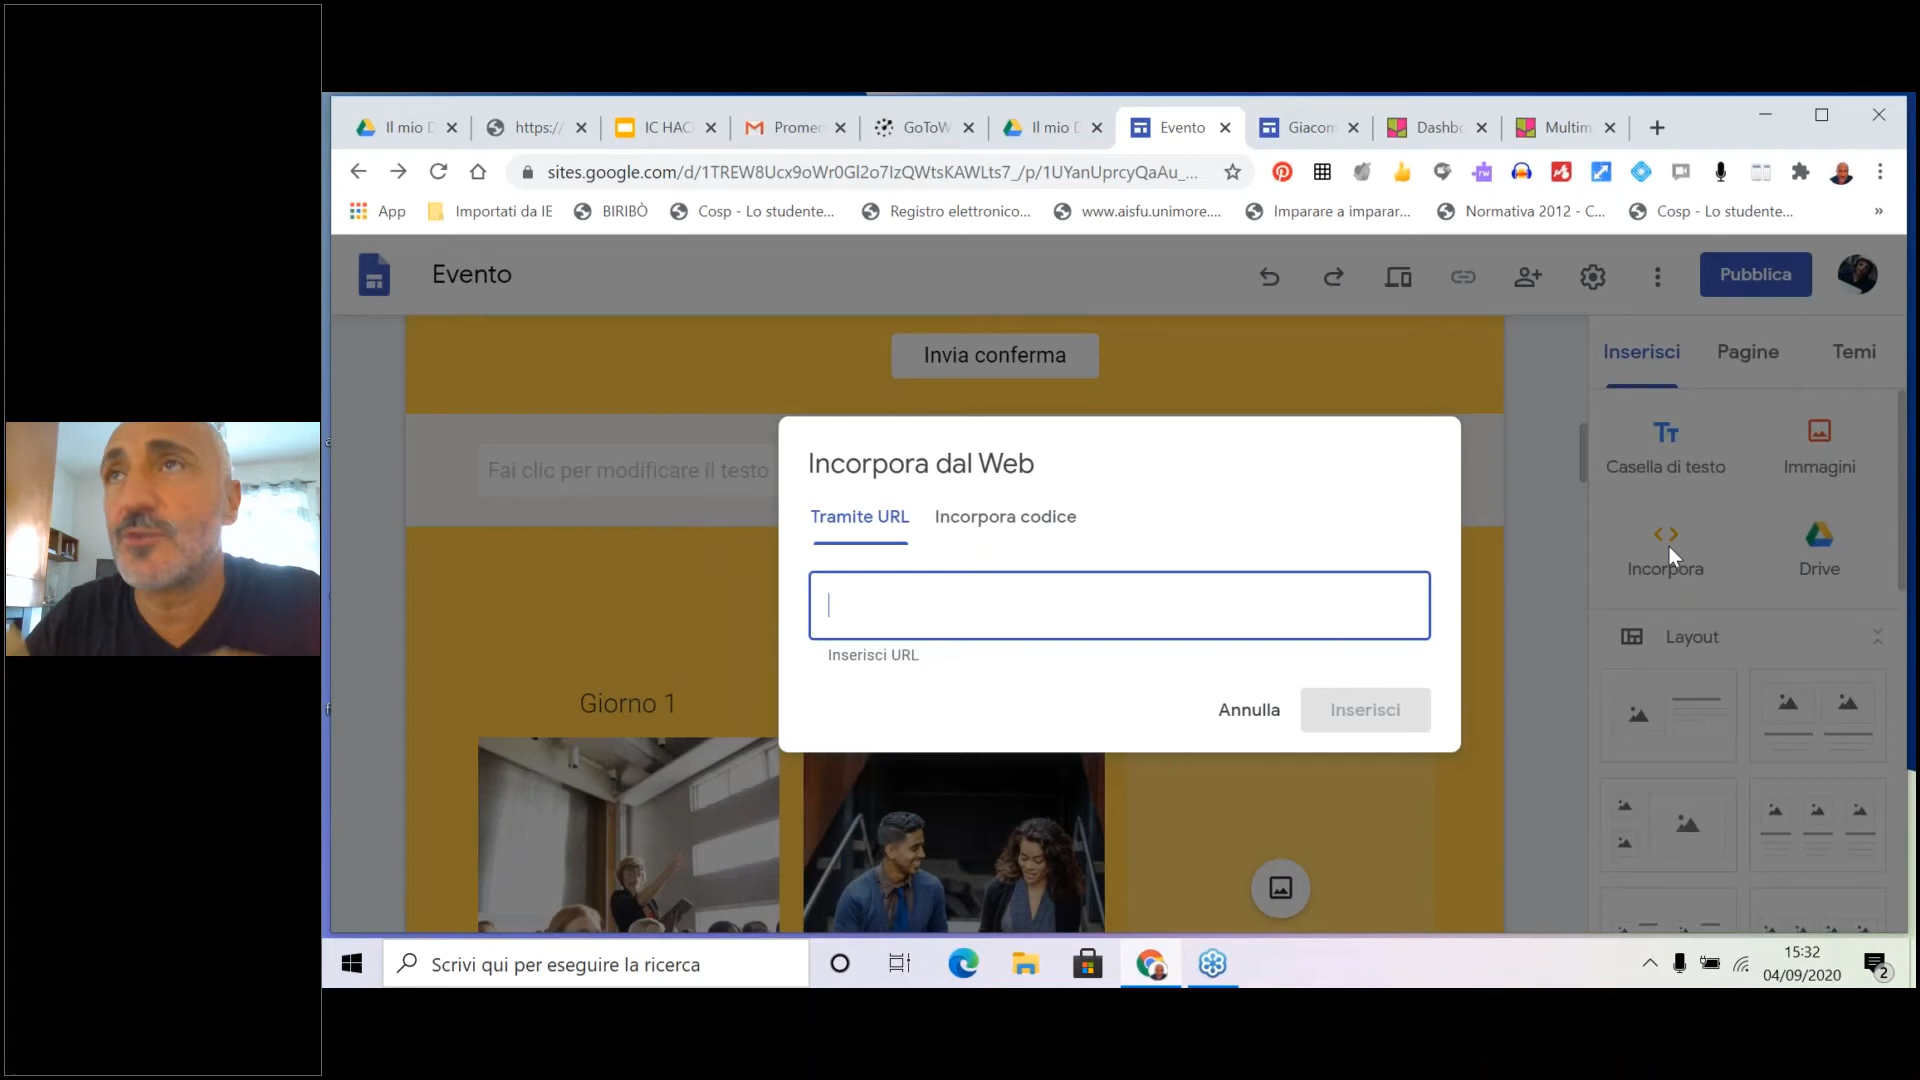 Il mio D
https://
IC HAC
Promem
GoToW
Il mio D
Evento
Giacom
Dashbo
Multim
sites.google.com/d/1TREW8Ucx9oWr0Gl2o7IzQWtsKAWLts7_/p/1UYanUprcyQaAu_...
App
Importati da IE
BIRIBÒ
Cosp - Lo studente...
Registro elettronico...
www.aisfu.unimore....
Imparare a imparar...
Normativa 2012 - C...
Cosp - Lo studente...
»
Evento
Pubblica
Invia conferma
Inserisci
Pagine
Temi
Fai clic per modificare il testo
Casella di testo
Immagini
Incorpora
Drive
Layout
Incorpora dal Web
Tramite URL
Incorpora codice
Inserisci URL
Annulla
Inserisci
Giorno 1
Scrivi qui per eseguire la ricerca
15:32
04/09/2020
2